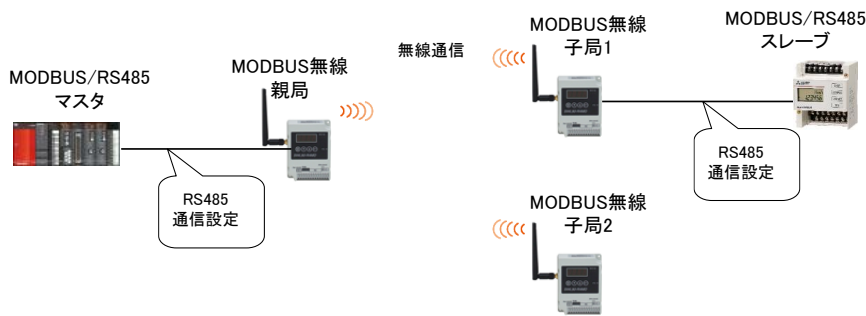 MODBUS/RS485
マスタ
MODBUS無線
親局
無線通信
MODBUS無線
子局1
MODBUS/RS485
スレーブ
RS485
通信設定
RS485
通信設定
MODBUS無線
子局2